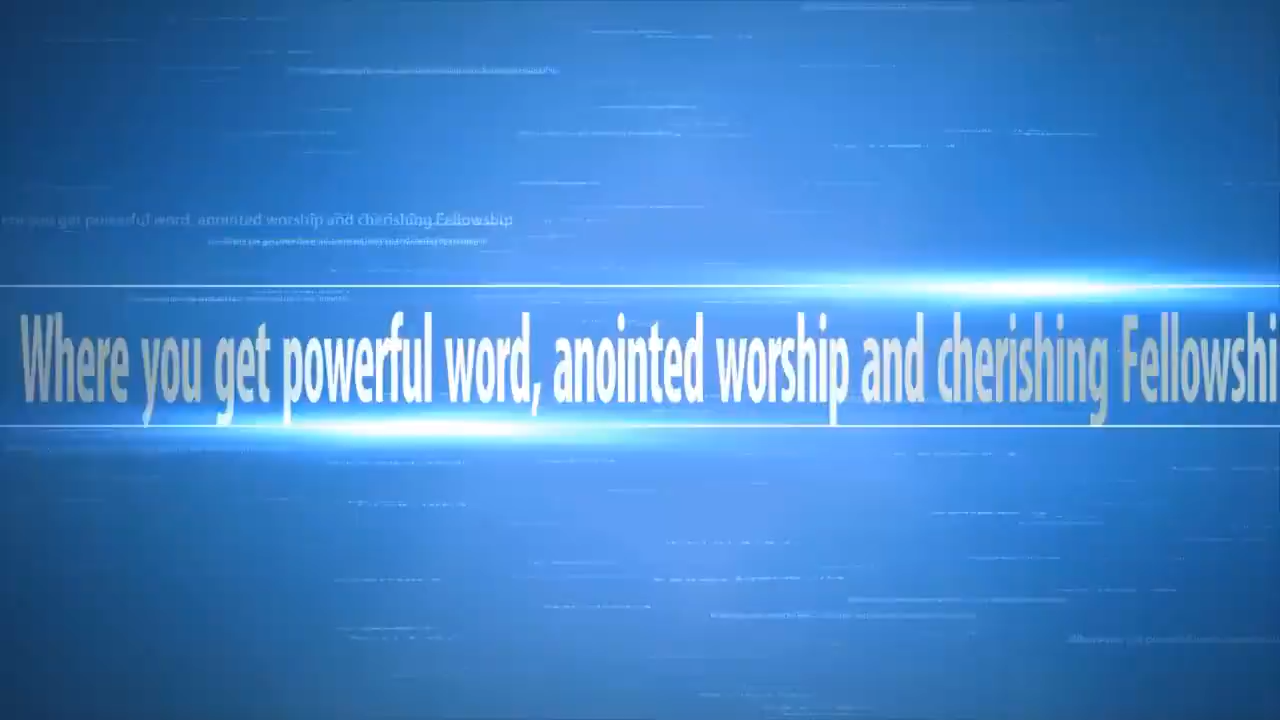 ere you get powerful word, anointed worship and cherishing Fellowship
Where you get powerful word, anointed worship and cherishing Fellowshi